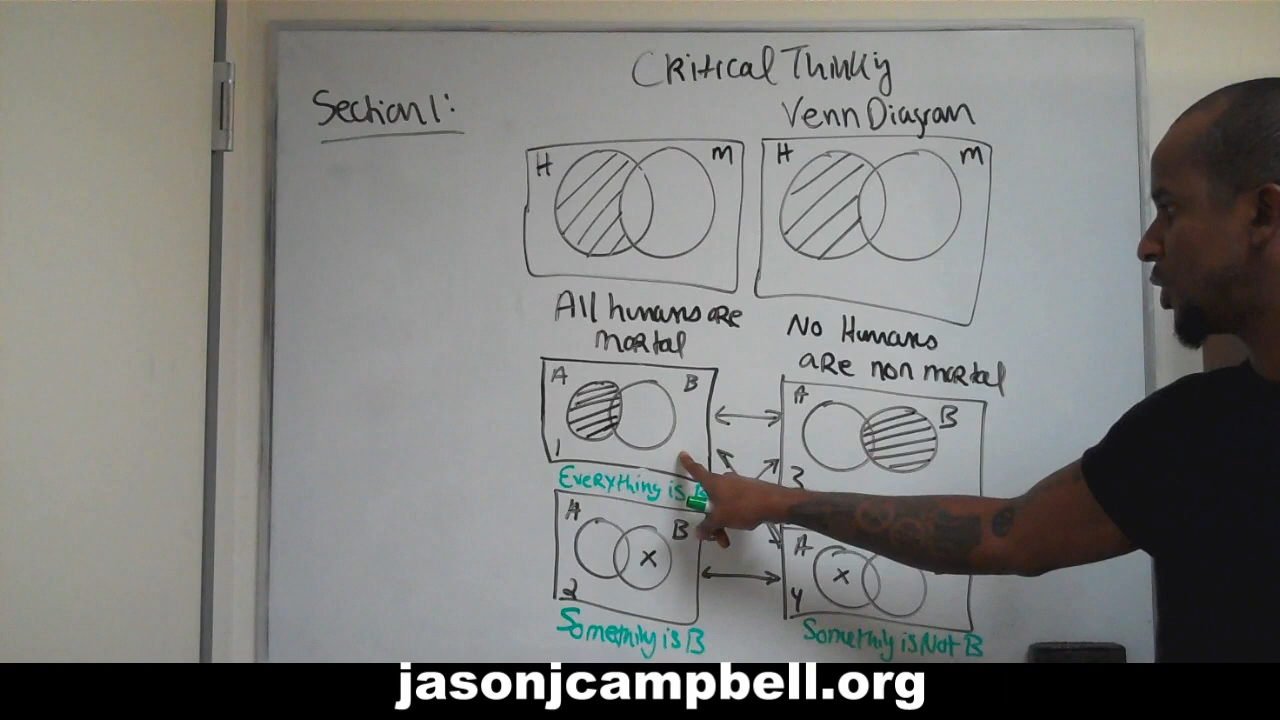 Critical Thinkig
Section 1:
Venn Diagram
H M
H M
All humans are
mortal
No Humans
are non mortal
A B
1
A B
3
Everything is B
A B
X
2
A
X
4
Something is B
Something is Not B
jasonjcampbell.org